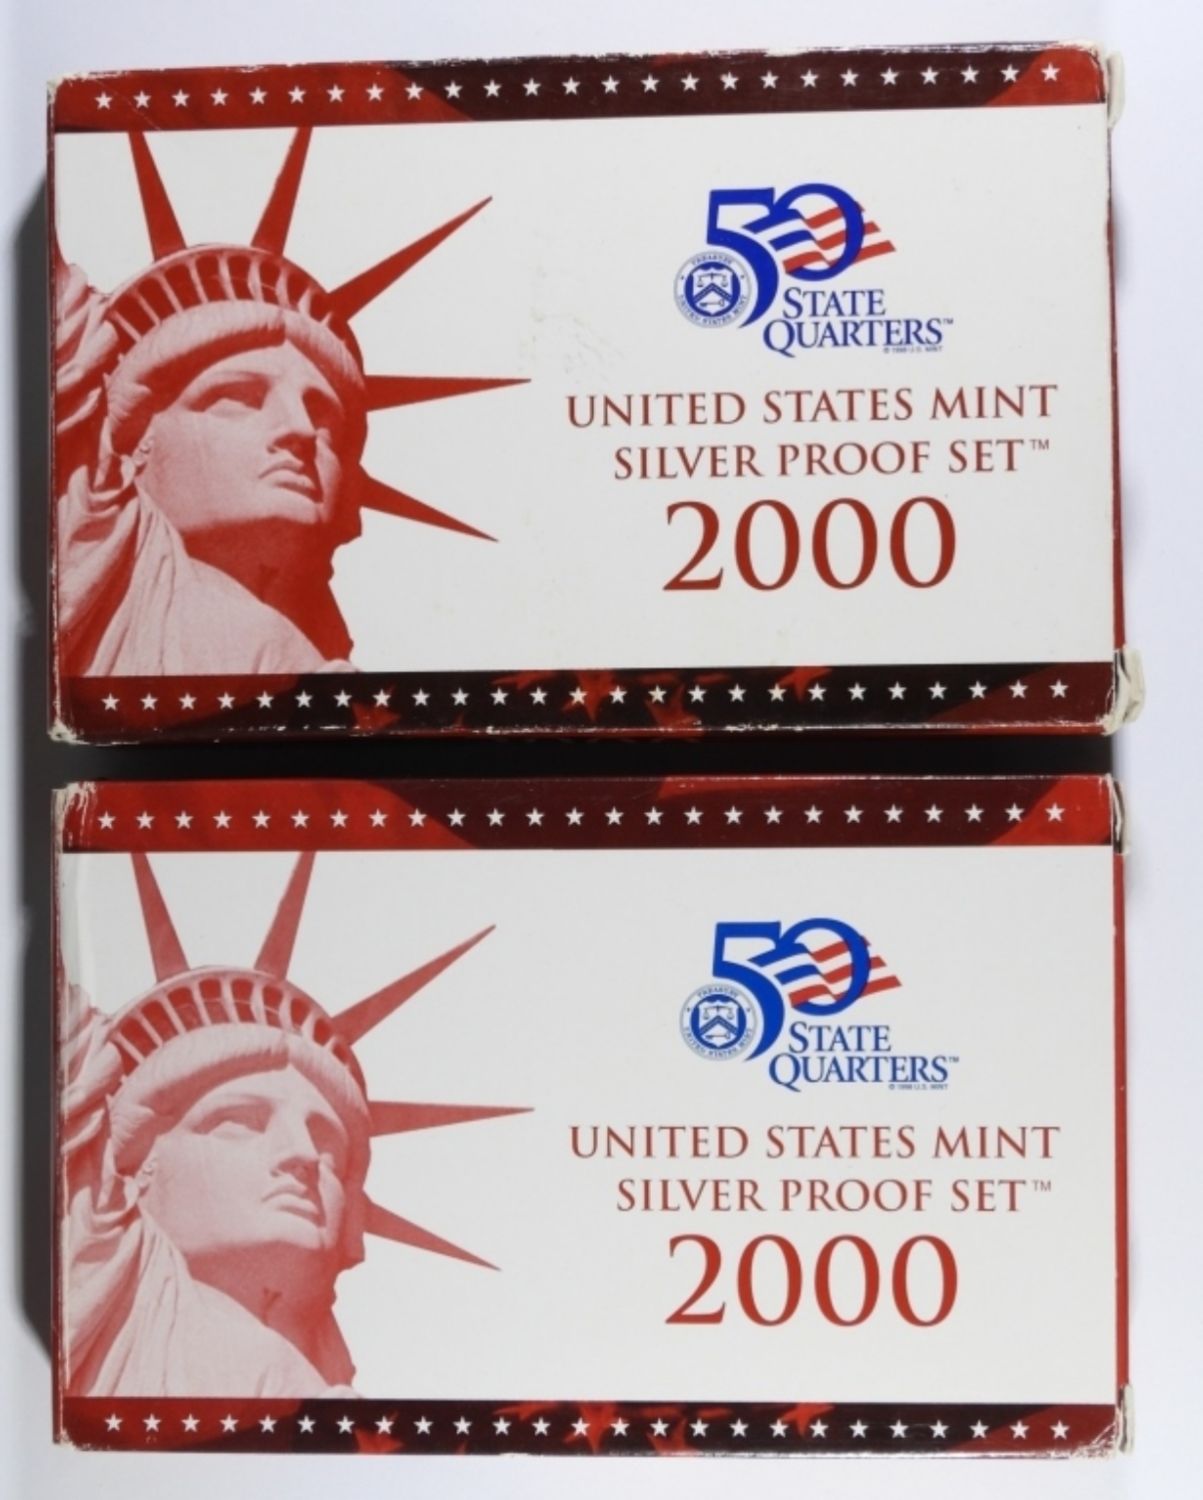 50
STATE
QUARTERS™
UNITED STATES MINT
SILVER PROOF SET™
2000
50
STATE
QUARTERS™
UNITED STATES MINT
SILVER PROOF SET™
2000